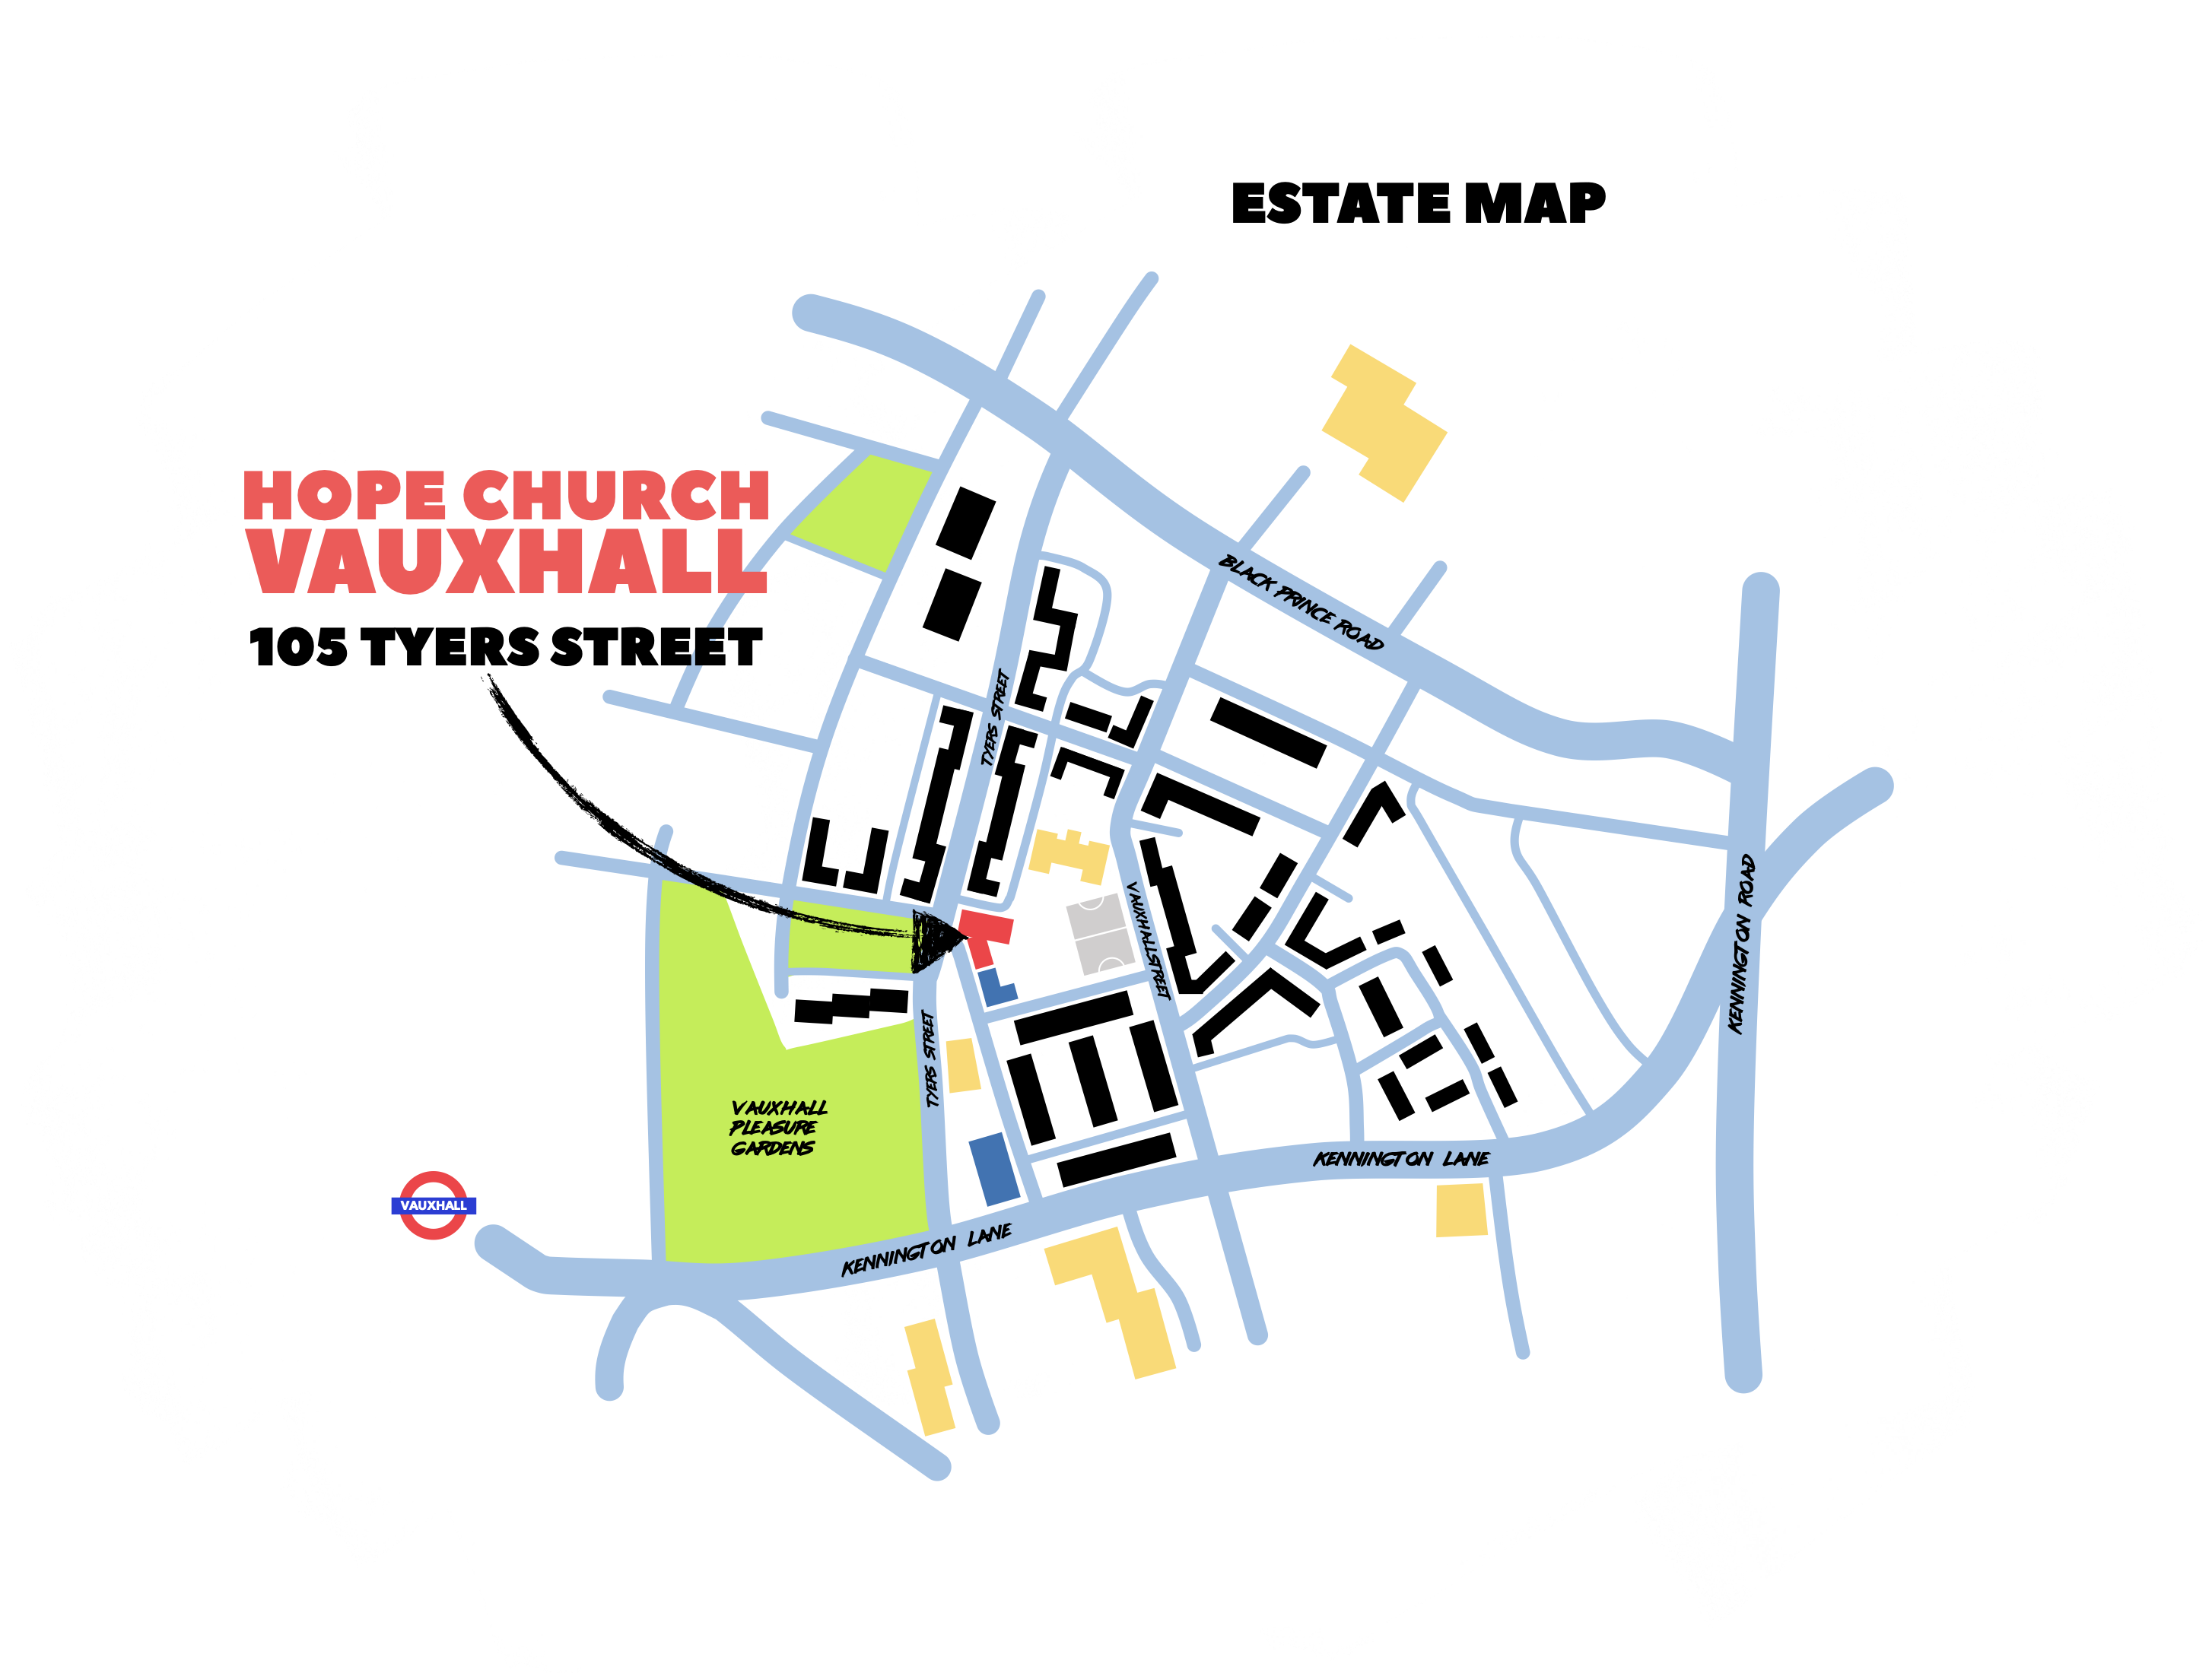 ESTATE MAP
HOPE CHURCH
VAUXHALL
105 TYERS STREET
BLACK PRINCE ROAD
TYERS STREET
KENNINGTON ROAD
VAUXHALLSTREET
TYERS STREET
VAUXHALL
PLEASURE
GARDENS
KENNINGTON LANE
VAUXHALL
KENNINGTON LANE